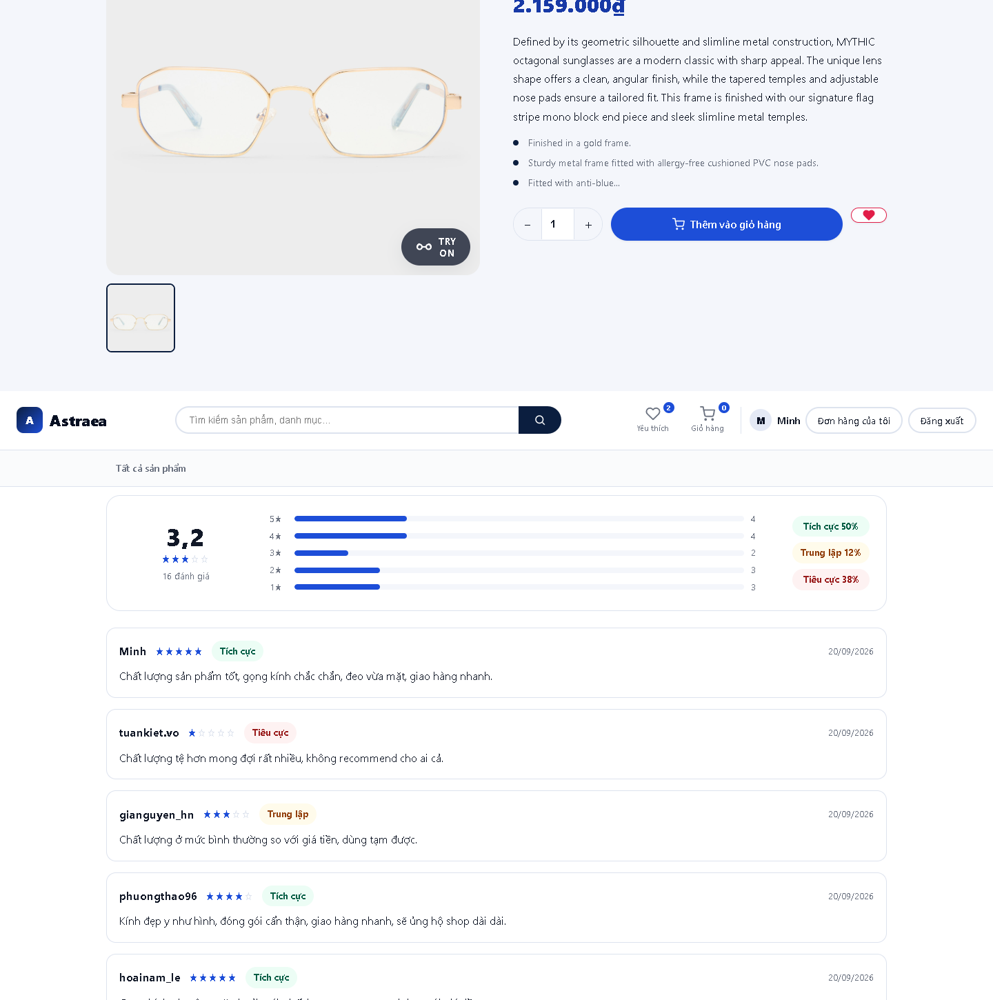 2.159.000₫
Defined by its geometric silhouette and slimline metal construction, MYTHIC
octagonal sunglasses are a modern classic with sharp appeal. The unique lens
shape offers a clean, angular finish, while the tapered temples and adjustable
nose pads ensure a tailored fit. This frame is finished with our signature flag
stripe mono block end piece and sleek slimline metal temples.
Finished in a gold frame.
Sturdy metal frame fitted with allergy-free cushioned PVC nose pads.
Fitted with anti-blue...
− 1 + Thêm vào giỏ hàng
TRY
ON
A Astraea
Tìm kiếm sản phẩm, danh mục...
2
Yêu thích
0
Giỏ hàng
M Minh
Đơn hàng của tôi
Đăng xuất
Tất cả sản phẩm
3,2
★★★☆☆
16 đánh giá
5★ 4
4★ 4
3★ 2
2★ 3
1★ 3
Tích cực 50%
Trung lập 12%
Tiêu cực 38%
Minh ★★★★★ Tích cực 20/09/2026
Chất lượng sản phẩm tốt, gọng kính chắc chắn, đeo vừa mặt, giao hàng nhanh.
tuankiet.vo ★☆☆☆☆ Tiêu cực 20/09/2026
Chất lượng tệ hơn mong đợi rất nhiều, không recommend cho ai cả.
gianguyen_hn ★★★☆☆ Trung lập 20/09/2026
Chất lượng ở mức bình thường so với giá tiền, dùng tạm được.
phuongthao96 ★★★★☆ Tích cực 20/09/2026
Kính đẹp y như hình, đóng gói cẩn thận, giao hàng nhanh, sẽ ủng hộ shop dài dài.
hoainam_le ★★★★★ Tích cực 20/09/2026